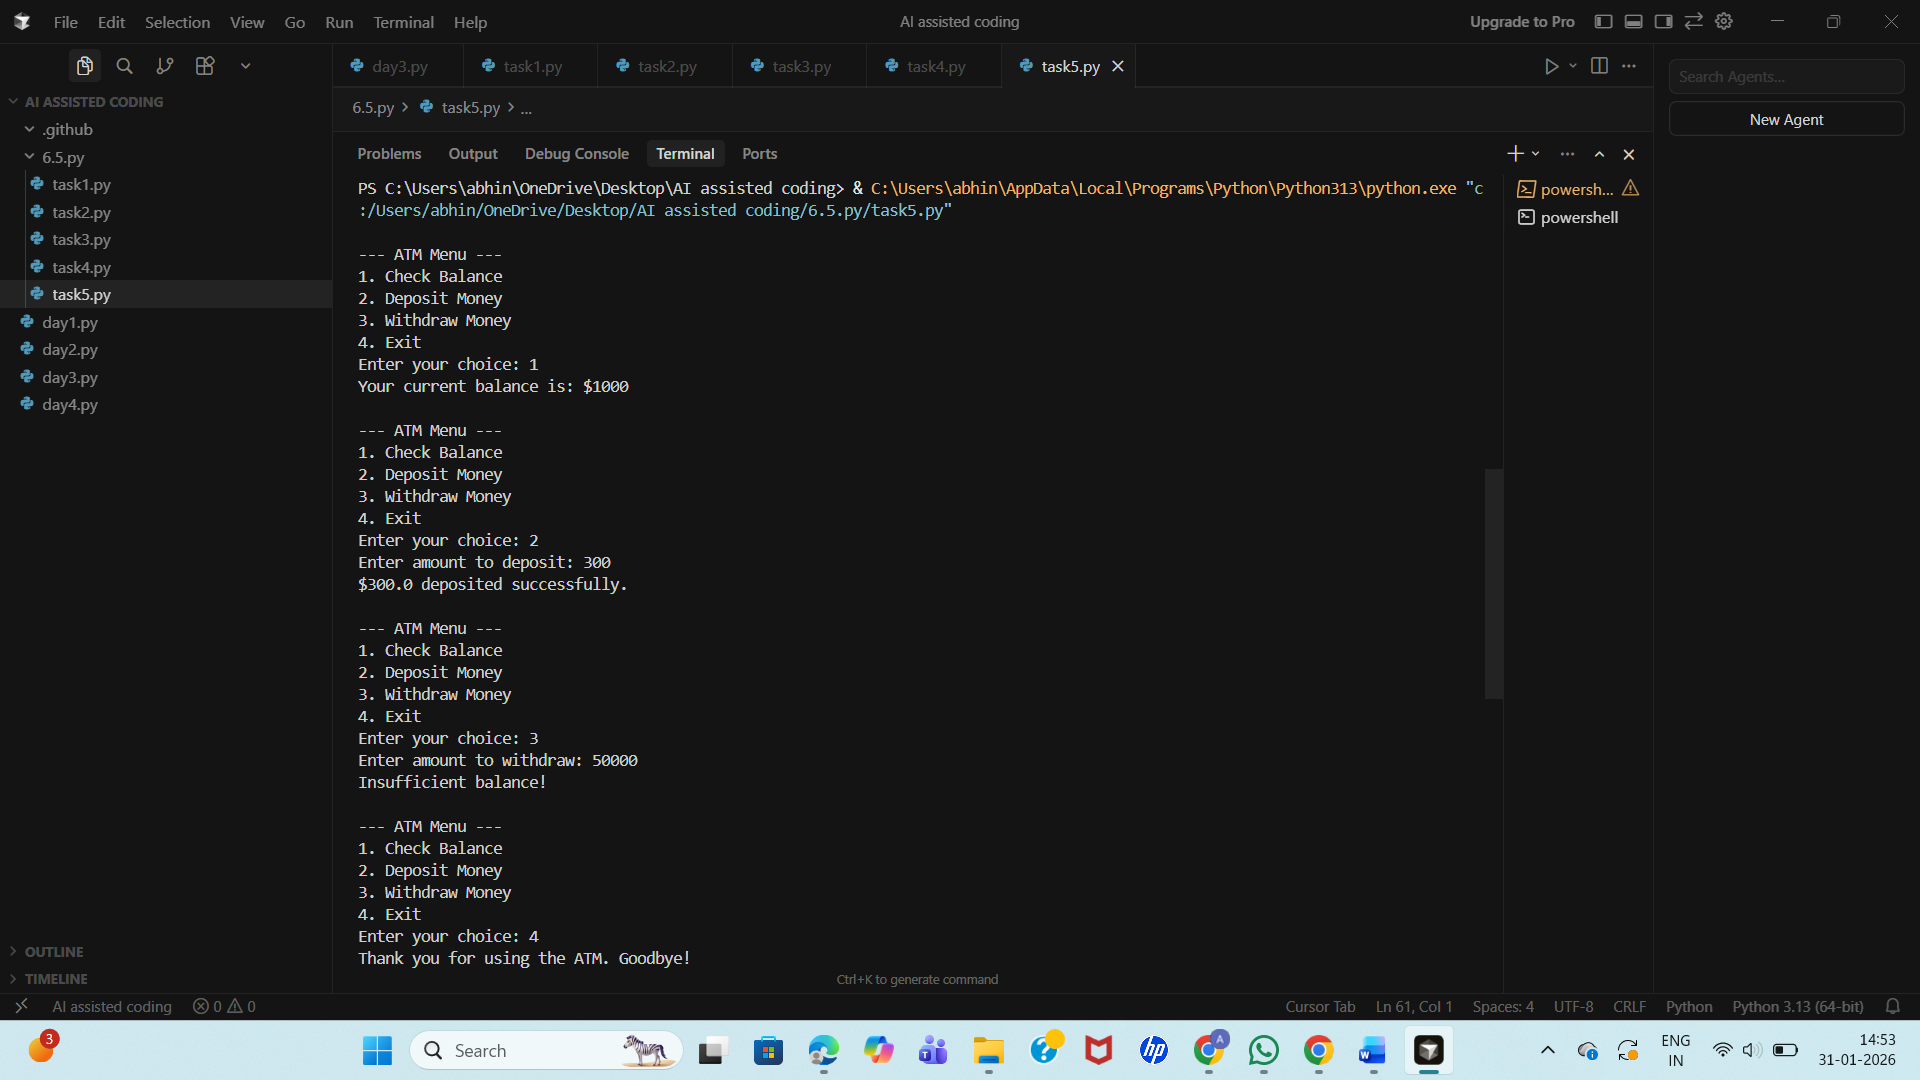 File Edit Selection View Go Run Terminal Help
AI assisted coding
Upgrade to Pro
day3.py task1.py task2.py task3.py task4.py task5.py
Search Agents...
New Agent
AI ASSISTED CODING
.github
6.5.py
task1.py
task2.py
task3.py
task4.py
task5.py
day1.py
day2.py
day3.py
day4.py
OUTLINE
TIMELINE
6.5.py > task5.py > ...
Problems Output Debug Console Terminal Ports
powersh...
powershell
PS C:\Users\abhin\OneDrive\Desktop\AI assisted coding> & C:\Users\abhin\AppData\Local\Programs\Python\Python313\python.exe "c
:/Users/abhin/OneDrive/Desktop/AI assisted coding/6.5.py/task5.py"
--- ATM Menu ---
1. Check Balance
2. Deposit Money
3. Withdraw Money
4. Exit
Enter your choice: 1
Your current balance is: $1000
--- ATM Menu ---
1. Check Balance
2. Deposit Money
3. Withdraw Money
4. Exit
Enter your choice: 2
Enter amount to deposit: 300
$300.0 deposited successfully.
--- ATM Menu ---
1. Check Balance
2. Deposit Money
3. Withdraw Money
4. Exit
Enter your choice: 3
Enter amount to withdraw: 50000
Insufficient balance!
--- ATM Menu ---
1. Check Balance
2. Deposit Money
3. Withdraw Money
4. Exit
Enter your choice: 4
Thank you for using the ATM. Goodbye!
Ctrl+K to generate command
AI assisted coding 0 0
Cursor Tab Ln 61, Col 1 Spaces: 4 UTF-8 CRLF Python Python 3.13 (64-bit)
3
Search
T
?
hp
A
W
ENG
IN
14:53
31-01-2026